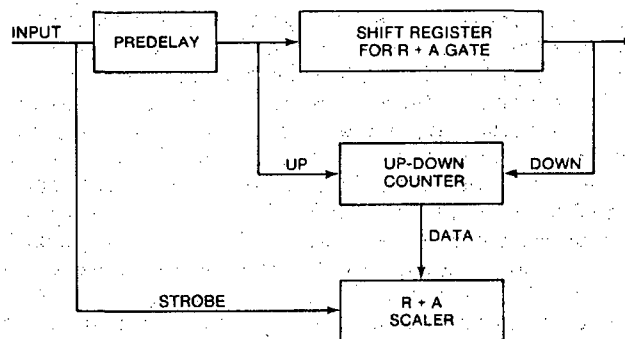 INPUT
PREDELAY
SHIFT REGISTER
FOR R + A GATE
UP
UP-DOWN
COUNTER
DOWN
DATA
STROBE
R + A
SCALER